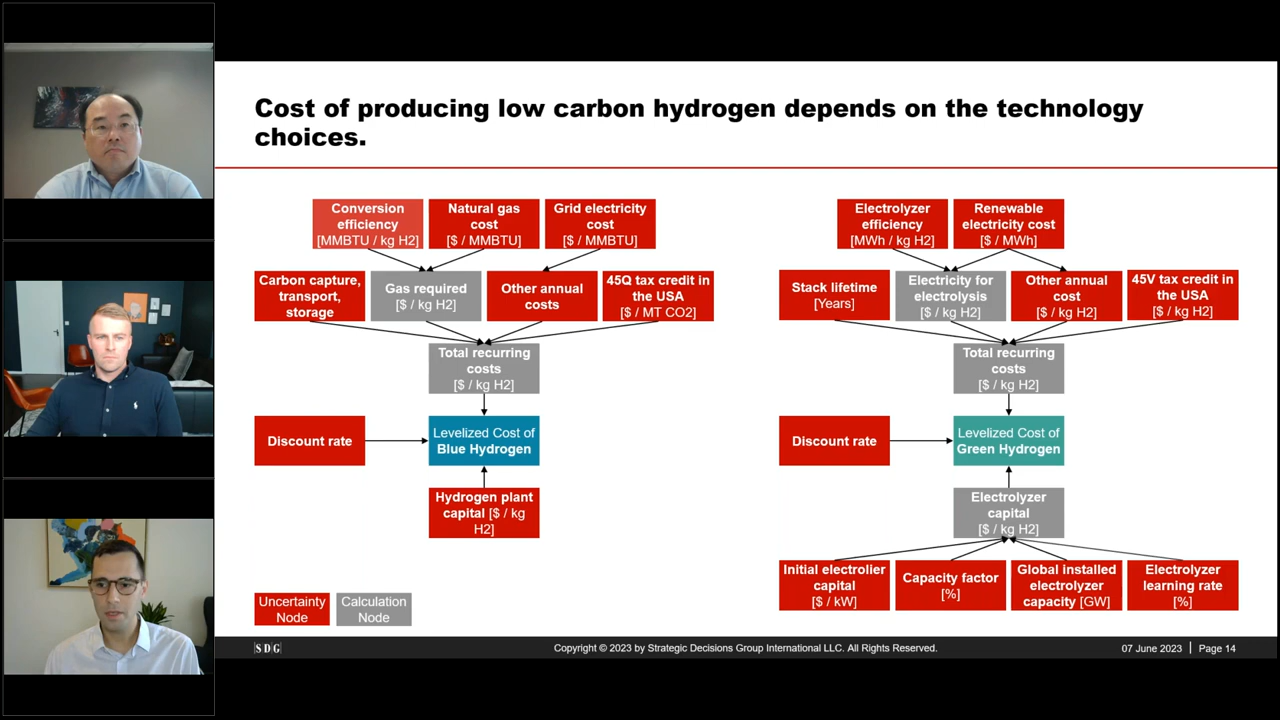 Cost of producing low carbon hydrogen depends on the technology
choices.
Conversion
efficiency
[MMBTU / kg H2]
Natural gas
cost
[$ / MMBTU]
Grid electricity
cost
[$ / MMBTU]
Carbon capture,
transport,
storage
Gas required
[$ / kg H2]
Other annual
costs
45Q tax credit in
the USA
[$ / MT CO2]
Total recurring
costs
[$ / kg H2]
Discount rate
Levelized Cost of
Blue Hydrogen
Hydrogen plant
capital [$ / kg
H2]
Electrolyzer
efficiency
[MWh / kg H2]
Renewable
electricity cost
[$ / MWh]
Stack lifetime
[Years]
Electricity for
electrolysis
[$ / kg H2]
Other annual
cost
[$ / kg H2]
45V tax credit in
the USA
[$ / kg H2]
Total recurring
costs
[$ / kg H2]
Discount rate
Levelized Cost of
Green Hydrogen
Electrolyzer
capital
[$ / kg H2]
Initial electrolier
capital
[$ / kW]
Capacity factor
[%]
Global installed
electrolyzer
capacity [GW]
Electrolyzer
learning rate
[%]
Uncertainty
Node
Calculation
Node
SDG
Copyright © 2023 by Strategic Decisions Group International LLC. All Rights Reserved.
07 June 2023 | Page 14